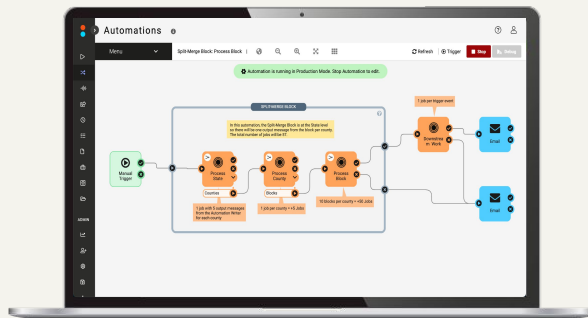 Automations
Menu
Split-Merge Block: Process Block
Refresh
Trigger
Stop
Debug
Automation is running in Production Mode. Stop Automation to edit.
SPLIT-MERGE BLOCK
In this automation, the Split-Merge Block is at the State level
so there will be one output message from the block per county.
The total number of jobs will be 47.
1 job per trigger event
Manual
Trigger
Process
State
Process
County
Process
Block
Downstrea
m: Work
Email
Counties
Blocks
1 job with 5 output messages
from the Automation Writer
for each county
1 job per county = x5 Jobs
10 blocks per county = x50 Jobs
Email
ADMIN